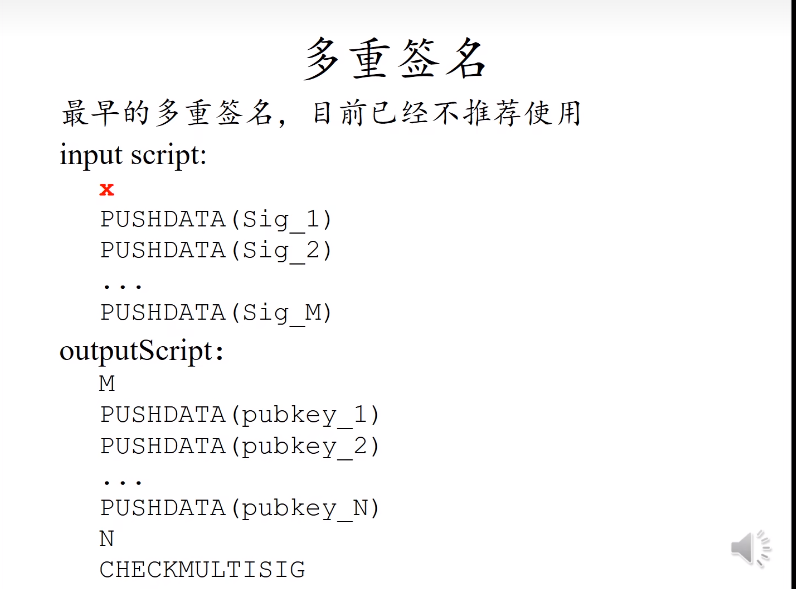 多重签名
最早的多重签名，目前已经不推荐使用
input script:
x
PUSHDATA(Sig_1)
PUSHDATA(Sig_2)
...
PUSHDATA(Sig_M)
outputScript:
M
PUSHDATA(pubkey_1)
PUSHDATA(pubkey_2)
...
PUSHDATA(pubkey_N)
N
CHECKMULTISIG